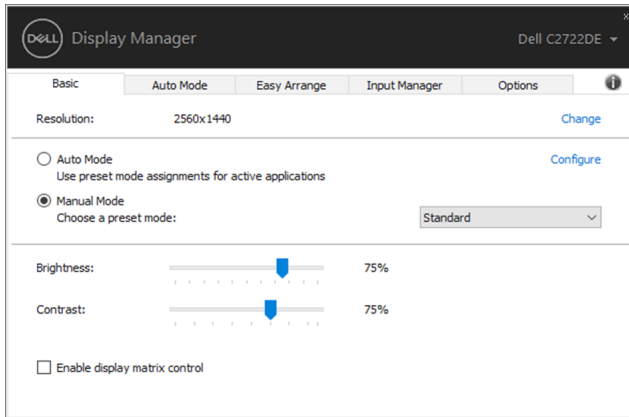 DELL Display Manager Dell C2722DE
Basic Auto Mode Easy Arrange Input Manager Options
Resolution: 2560x1440 Change
Auto Mode Configure
Use preset mode assignments for active applications
Manual Mode
Choose a preset mode: Standard
Brightness: 75%
Contrast: 75%
Enable display matrix control